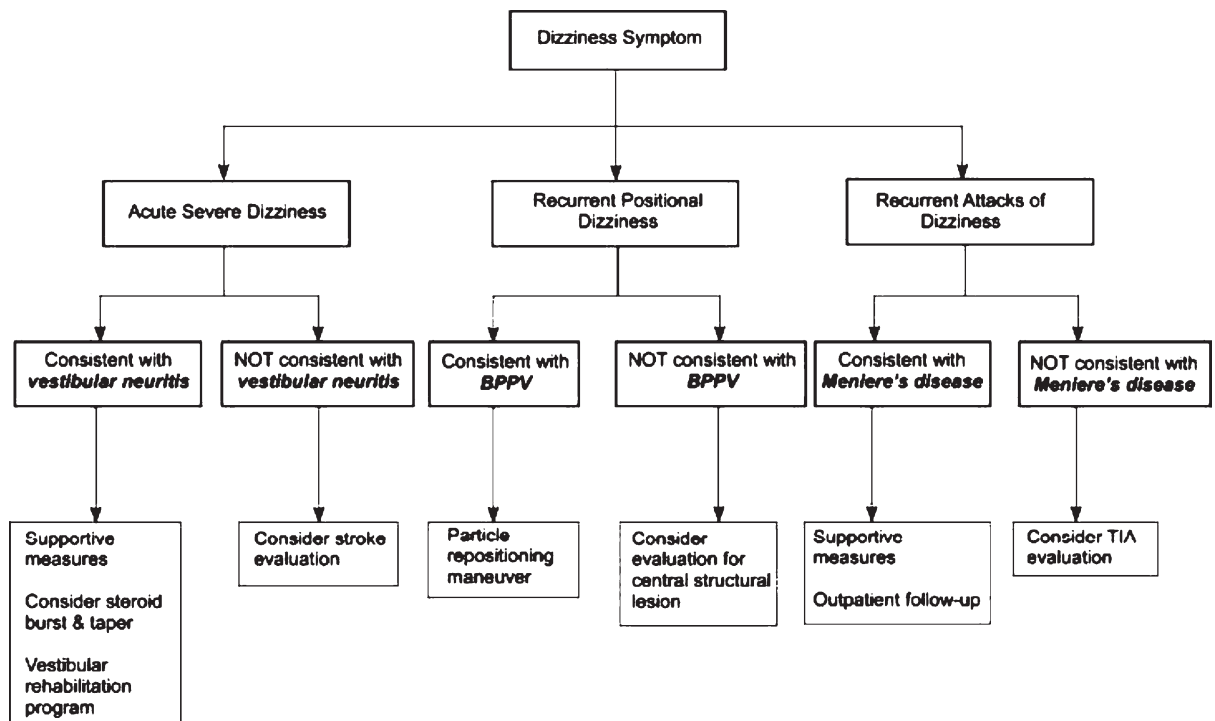 Dizziness Symptom
Acute Severe Dizziness
Recurrent Positional
Dizziness
Recurrent Attacks of
Dizziness
Consistent with
vestibular neuritis
NOT consistent with
vestibular neuritis
Consistent with
BPPV
NOT consistent with
BPPV
Consistent with
Meniere's disease
NOT consistent with
Meniere's disease
Supportive
measures
Consider steroid
burst & taper
Vestibular
rehabilitation
program
Consider stroke
evaluation
Particle
repositioning
maneuver
Consider
evaluation for
central structural
lesion
Supportive
measures
Outpatient follow-up
Consider TIA
evaluation